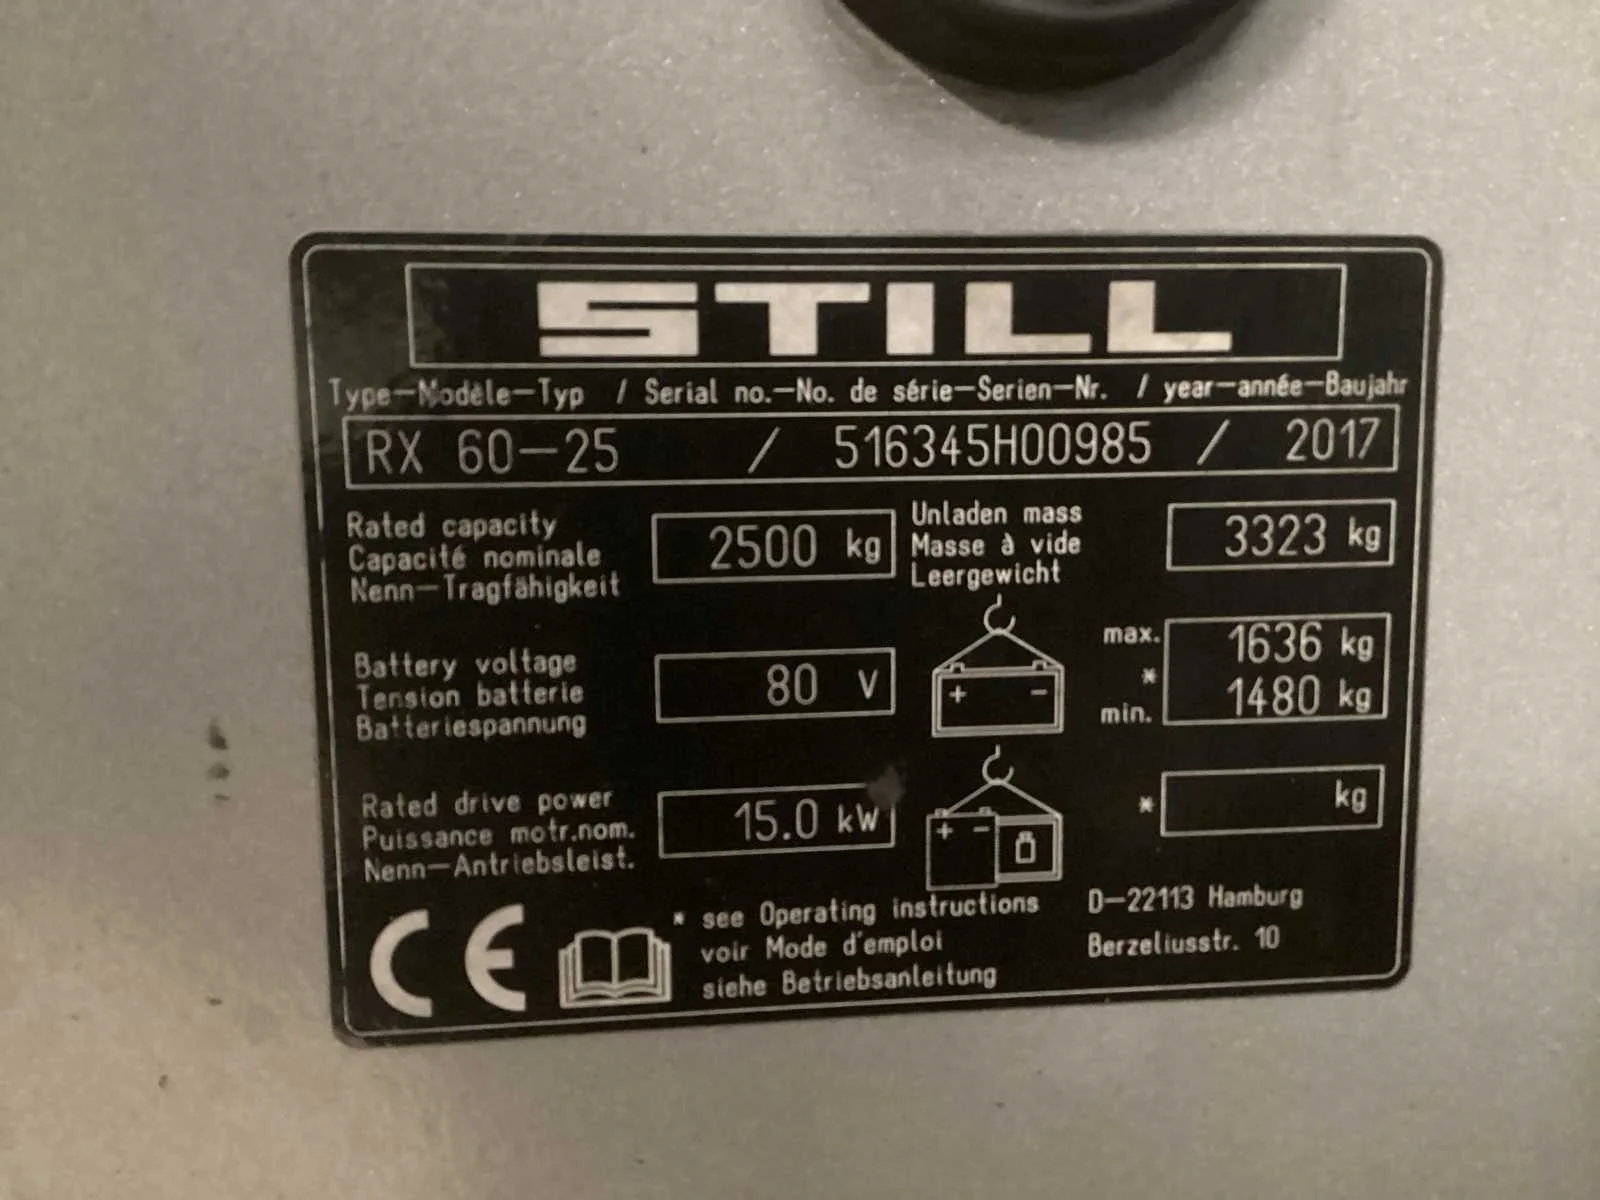 STILL
Type–Modèle–Typ / Serial no.–No. de série–Serien–Nr. / year–année–Baujahr
RX 60–25 / 516345H00985 / 2017
Rated capacity
Capacité nominale
Nenn–Tragfähigkeit
2500 kg
Unladen mass
Masse à vide
Leergewicht
3323 kg
Battery voltage
Tension batterie
Batteriespannung
80 V
+ –
max. 1636 kg
*
min. 1480 kg
Rated drive power
Puissance motr.nom.
Nenn–Antriebsleist.
15.0 kW
+ –
* kg
CE
* see Operating instructions
voir Mode d'emploi
siehe Betriebsanleitung
D–22113 Hamburg
Berzeliusstr. 10